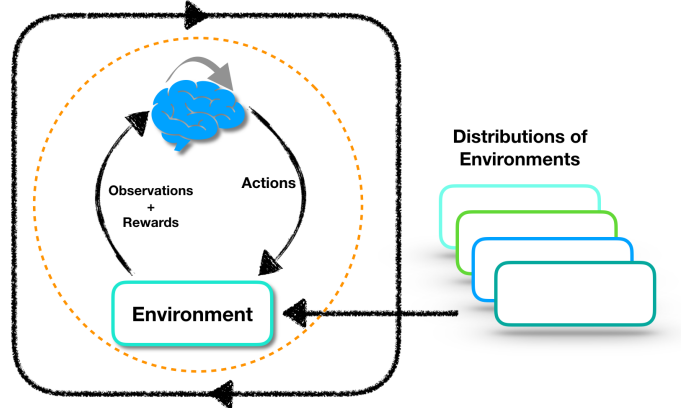 Distributions of
Environments
Observations
+
Rewards
Actions
Environment